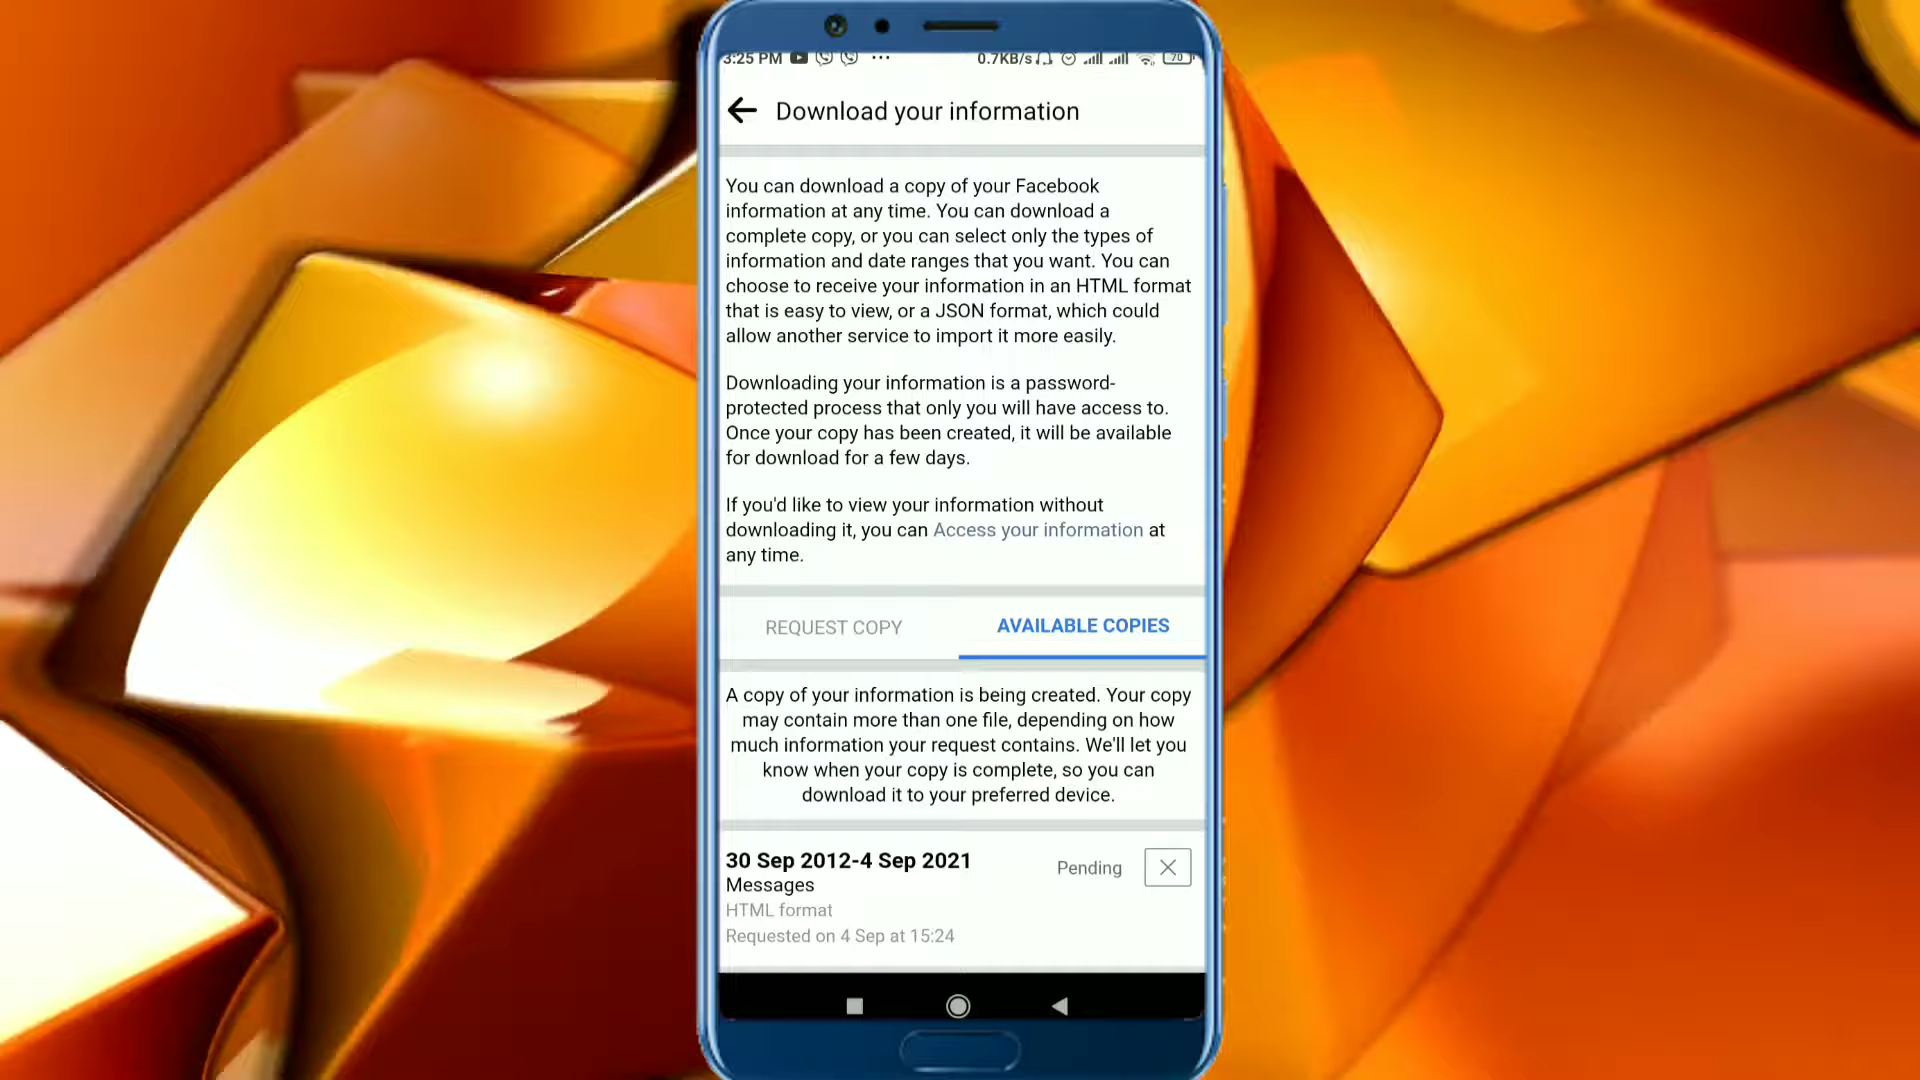 3:25 PM ... 0.7KB/s 70
Download your information
You can download a copy of your Facebook
information at any time. You can download a
complete copy, or you can select only the types of
information and date ranges that you want. You can
choose to receive your information in an HTML format
that is easy to view, or a JSON format, which could
allow another service to import it more easily.
Downloading your information is a password-
protected process that only you will have access to.
Once your copy has been created, it will be available
for download for a few days.
If you'd like to view your information without
downloading it, you can Access your information at
any time.
REQUEST COPY AVAILABLE COPIES
A copy of your information is being created. Your copy
may contain more than one file, depending on how
much information your request contains. We'll let you
know when your copy is complete, so you can
download it to your preferred device.
30 Sep 2012-4 Sep 2021
Pending
Messages
HTML format
Requested on 4 Sep at 15:24